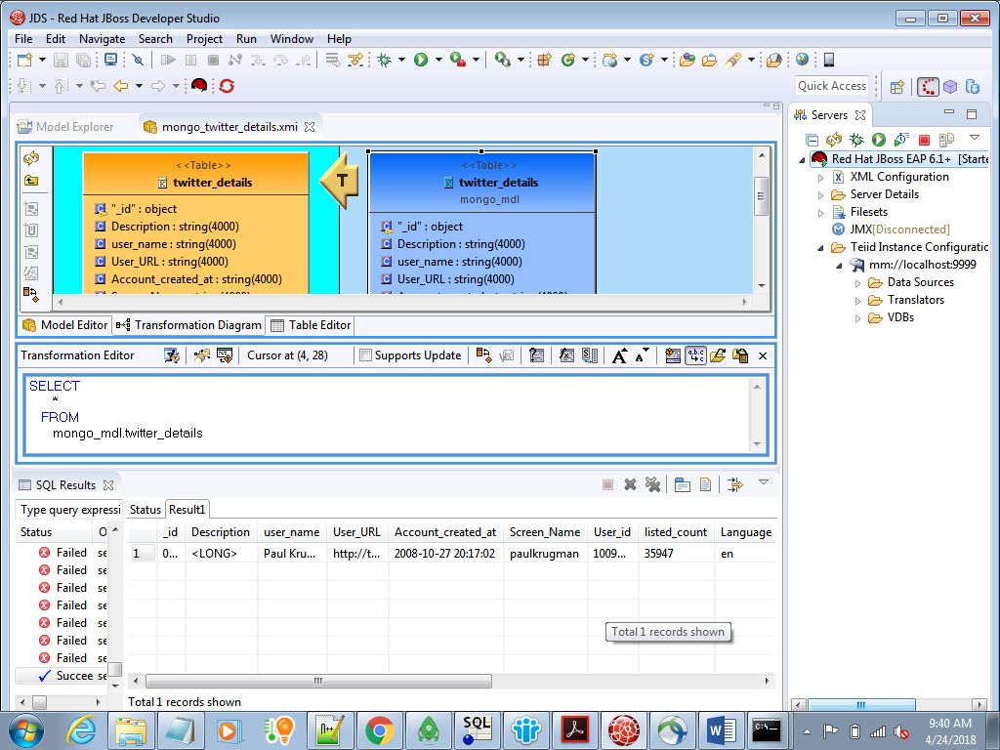 JDS - Red Hat JBoss Developer Studio
File Edit Navigate Search Project Run Window Help
Quick Access
Model Explorer
mongo_twitter_details.xmi
<<Table>>
twitter_details
"_id" : object
Description : string(4000)
user_name : string(4000)
User_URL : string(4000)
Account_created_at : string(4000)
T
<<Table>>
twitter_details
mongo_mdl
"_id" : object
Description : string(4000)
user_name : string(4000)
User_URL : string(4000)
Model Editor Transformation Diagram Table Editor
Transformation Editor
Cursor at (4, 28)
Supports Update
SELECT
*
FROM
mongo_mdl.twitter_details
SQL Results
Type query expressi
Status O
Failed se
Failed se
Failed se
Failed se
Failed se
Failed se
Failed se
Succee se
Status Result1
_id Description user_name User_URL Account_created_at Screen_Name User_id listed_count Language
1 0... <LONG> Paul Kru... http://t... 2008-10-27 20:17:02 paulkrugman 1009... 35947 en
Total 1 records shown
Total 1 records shown
Servers
Red Hat JBoss EAP 6.1+ [Starte
XML Configuration
Server Details
Filesets
JMX[Disconnected]
Teiid Instance Configuratio
mm://localhost:9999
Data Sources
Translators
VDBs
SQL
9:40 AM
4/24/2018